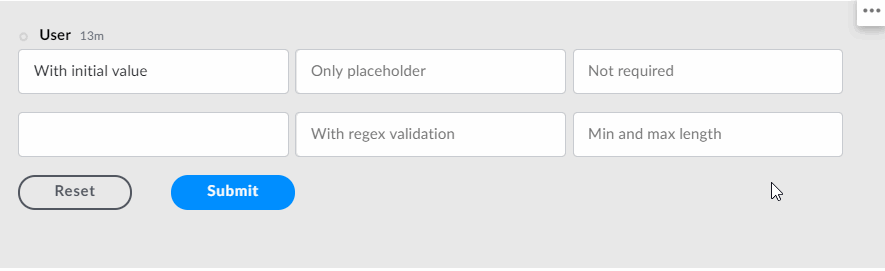 User 13m
With initial value Only placeholder Not required
With regex validation Min and max length
Reset Submit